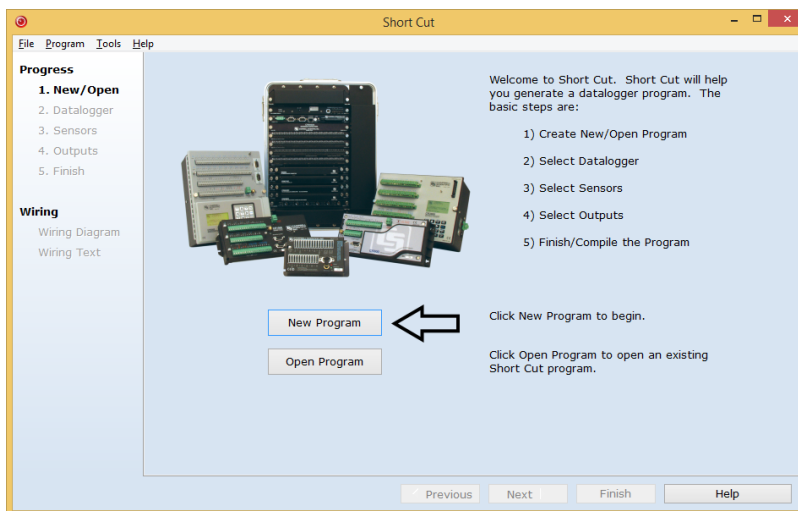 Short Cut
File Program Tools Help
Progress
1. New/Open
2. Datalogger
3. Sensors
4. Outputs
5. Finish
Wiring
Wiring Diagram
Wiring Text
Welcome to Short Cut. Short Cut will help
you generate a datalogger program. The
basic steps are:
1) Create New/Open Program
2) Select Datalogger
3) Select Sensors
4) Select Outputs
5) Finish/Compile the Program
New Program
Click New Program to begin.
Open Program
Click Open Program to open an existing
Short Cut program.
Previous Next Finish Help